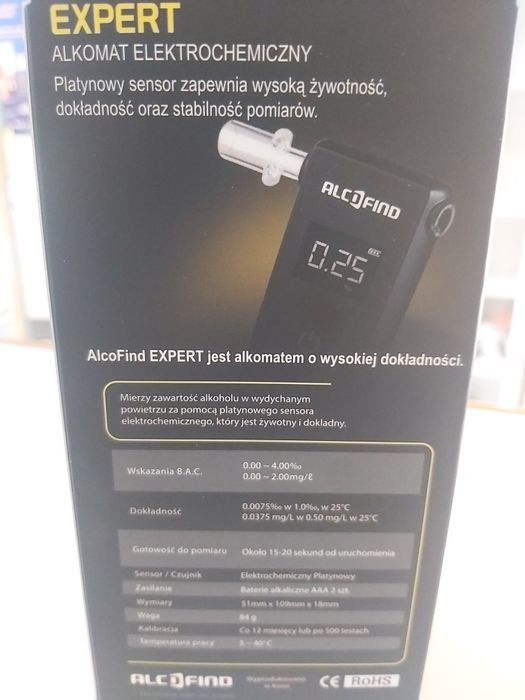 EXPERT
ALKOMAT ELEKTROCHEMICZNY
Platynowy sensor zapewnia wysoką żywotność,
dokładność oraz stabilność pomiarów.
ALCOFIND
0.25
AlcoFind EXPERT jest alkomatem o wysokiej dokładności.
Mierzy zawartość alkoholu w wydychanym
powietrzu za pomocą platynowego sensora
elektrochemicznego, który jest żywotny i dokladny.
Wskazania B.A.C. 0.00 ~ 4.00‰
0.00 ~ 2.00mg/ℓ
Dokładność 0.0075‰ w 1.0‰, w 25°C
0.0375 mg/L w 0.50 mg/L w 25°C
Gotowość do pomiaru Około 15-20 sekund od uruchomienia
Sensor / Czujnik Elektrochemiczny Platynowy
Zasilanie Baterie alkaliczne AAA 2 szt.
Wymiary 51mm x 109mm x 18mm
Waga 84 g
Kalibracja Co 12 miesięcy lub po 500 testach
Temperatura pracy 5 ~ 40°C
ALCOFIND Wyprodukowano
w Korei CE RoHS